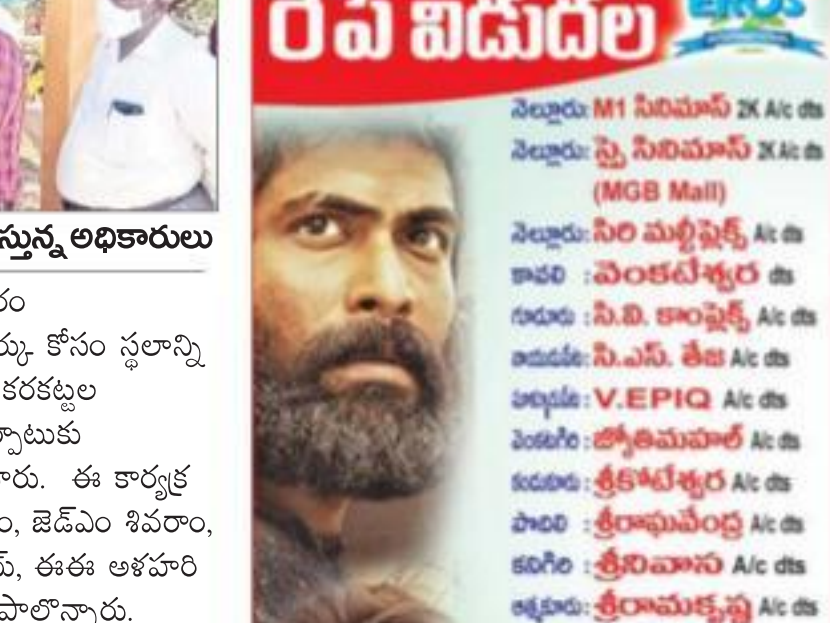 స్తున్న అధికారులు
రం
ర్కు కోసం స్థలాన్ని
కరకట్టల
ర్పాటుకు
ారు. ఈ కార్యక్ర
ం, జెడ్ఎం శివరాం,
ఈఈ అళహరి
పాల్గొన్నారు.
రేపే విడుదల
EROS
నెల్లూరు: M1 సినిమాస్ 2K A/c dts
నెల్లూరు: స్పై సినిమాస్ 2K A/c dts
(MGB Mall)
నెల్లూరు: సిరి మల్టీప్లెక్స్ A/c dts
కావలి : వెంకటేశ్వర dts
గూడూరు : సి.వి. కాంప్లెక్స్ A/c dts
నాయుడుపేట: సి.ఎస్. తేజ A/c dts
సూళ్ళురుపేట: V.EPIQ A/c dts
వెంకటగిరి : జ్యోతిమహల్ A/c dts
కందుకూరు : శ్రీకోటేశ్వర A/c dts
పొదిలి : శ్రీరాఘవేంద్ర A/c dts
కనిగిరి : శ్రీనివాస A/c dts
ఆత్మకూరు: శ్రీరామకృష్ణ A/c dts